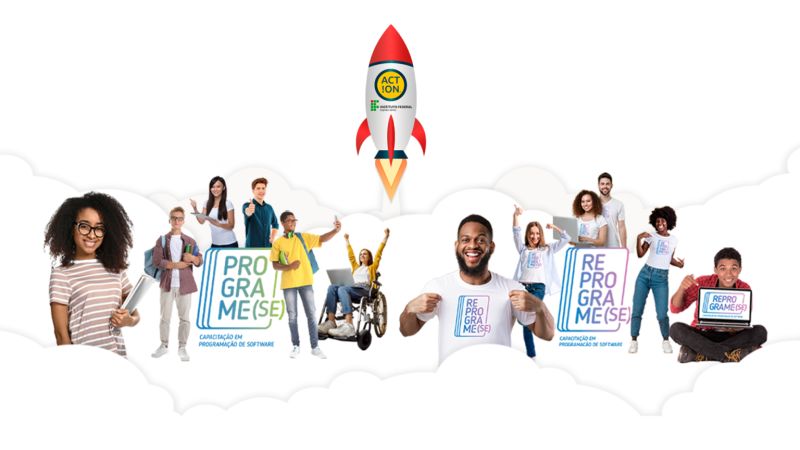 ACT
!ON
INSTITUTO FEDERAL
PRO
GRA
ME(SE)
CAPACITAÇÃO EM
PROGRAMAÇÃO DE SOFTWARE
RE
PRO
GRA
ME(SE)
RE
PRO
GRA
ME(SE)
CAPACITAÇÃO EM
PROGRAMAÇÃO DE SOFTWARE
REPRO
GRAME(SE)